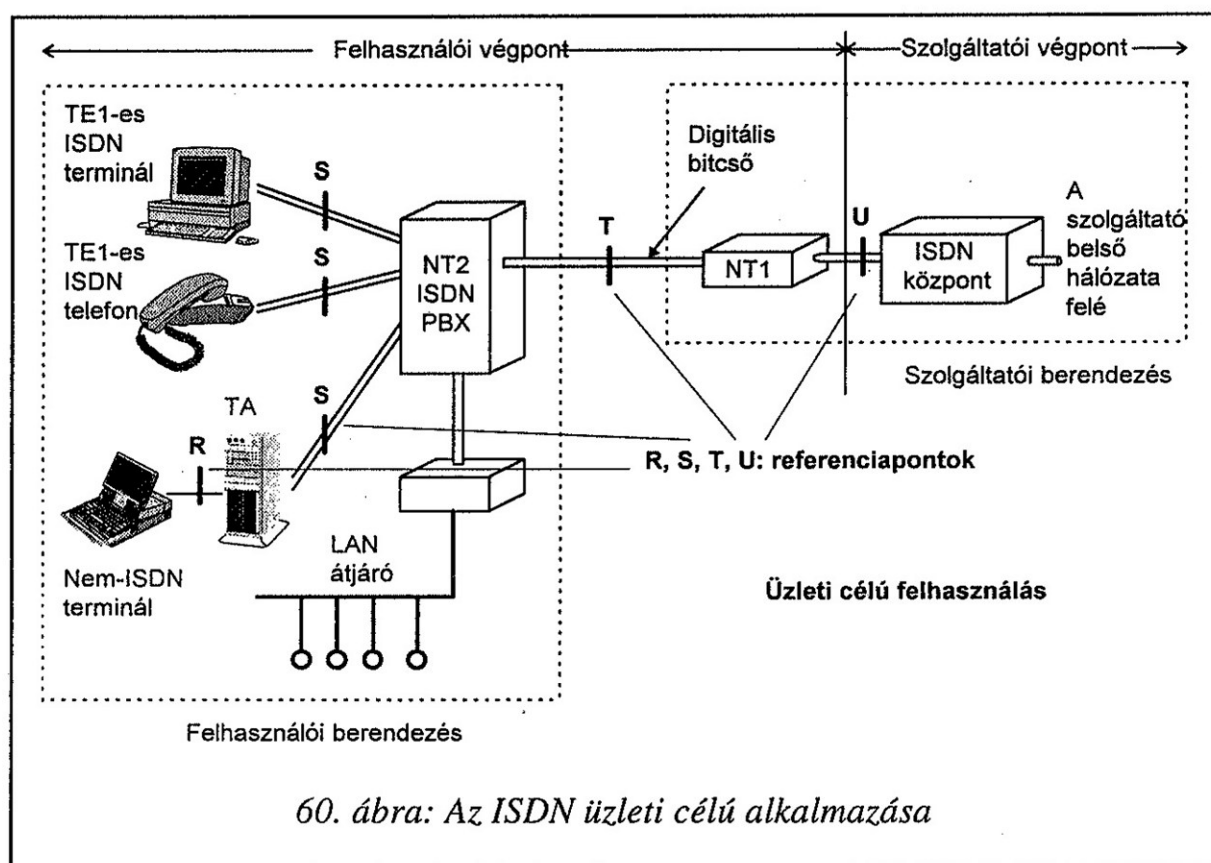 Felhasználói végpont
Szolgáltatói végpont
TE1-es
ISDN
terminál
S
TE1-es
ISDN
telefon
S
NT2
ISDN
PBX
T
Digitális
bitcső
NT1
U
ISDN
központ
A
szolgáltató
belső
hálózata
felé
Szolgáltatói berendezés
S
TA
R
Nem-ISDN
terminál
R, S, T, U: referenciapontok
LAN
átjáró
Üzleti célú felhasználás
Felhasználói berendezés
60. ábra: Az ISDN üzleti célú alkalmazása